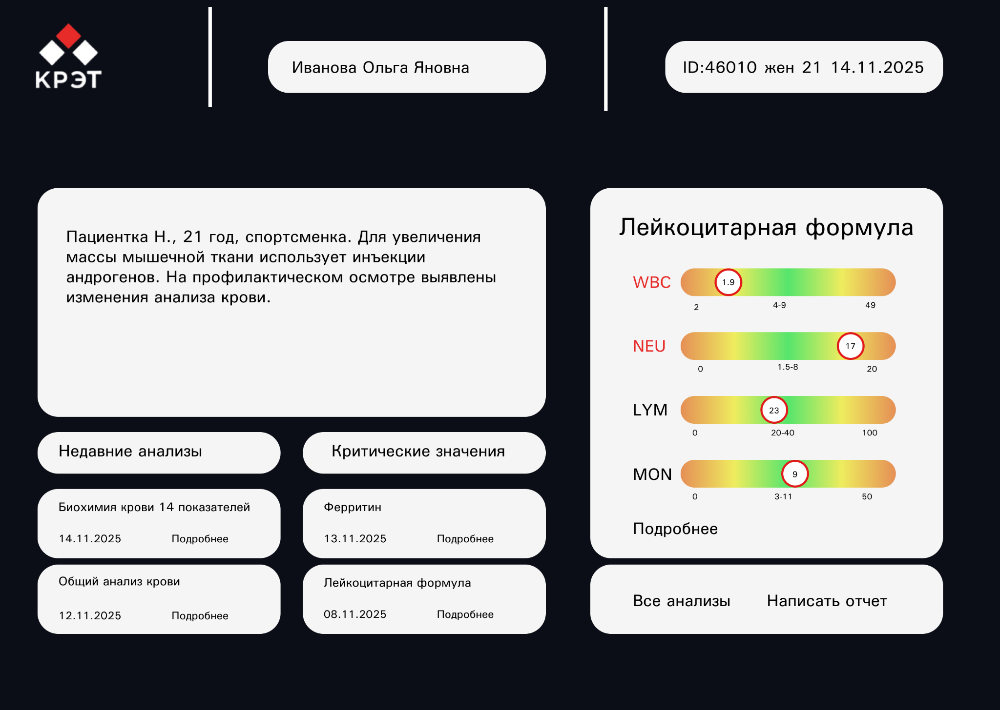 КРЭТ
Иванова Ольга Яновна
ID:46010 жен 21 14.11.2025
Пациентка Н., 21 год, спортсменка. Для увеличения
массы мышечной ткани использует инъекции
андрогенов. На профилактическом осмотре выявлены
изменения анализа крови.
Недавние анализы
Критические значения
Биохимия крови 14 показателей
14.11.2025 Подробнее
Ферритин
13.11.2025 Подробнее
Общий анализ крови
12.11.2025 Подробнее
Лейкоцитарная формула
08.11.2025 Подробнее
Лейкоцитарная формула
WBC 1.9
2 4-9 49
NEU 17
0 1.5-8 20
LYM 23
0 20-40 100
MON 9
0 3-11 50
Подробнее
Все анализы Написать отчет